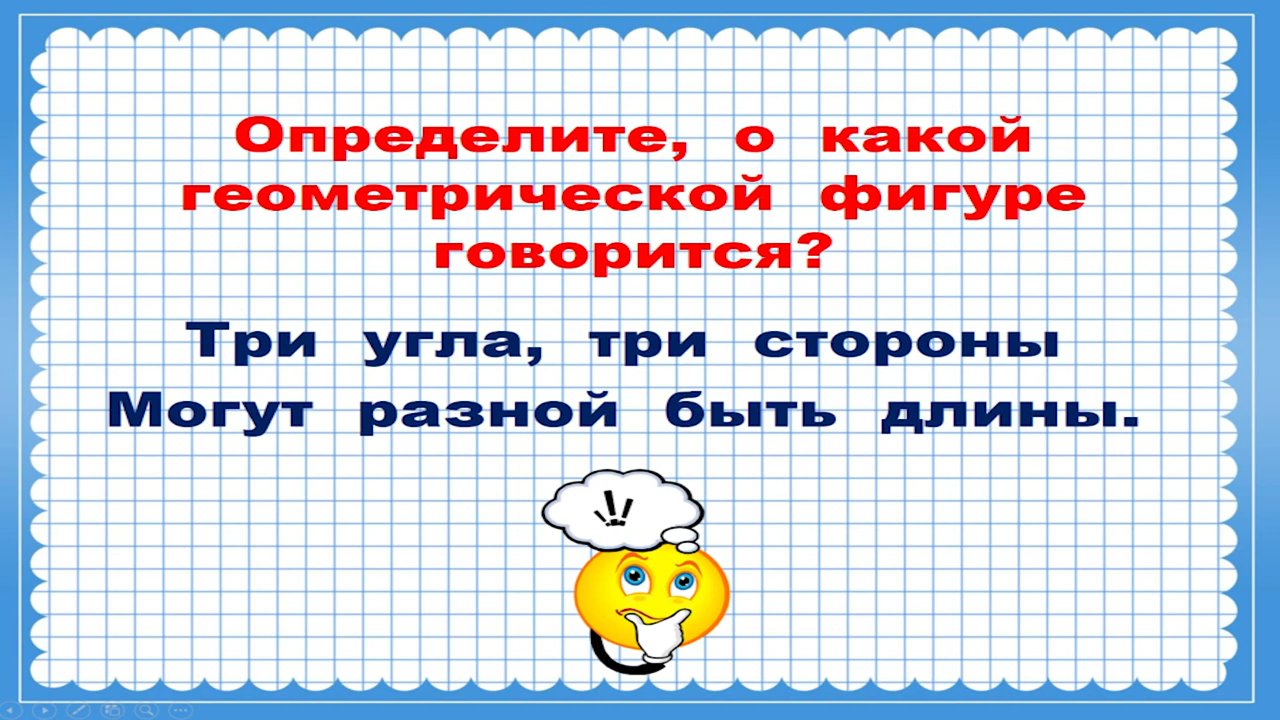 Определите, о какой
геометрической фигуре
говорится?
Три угла, три стороны
Могут разной быть длины.
!!!